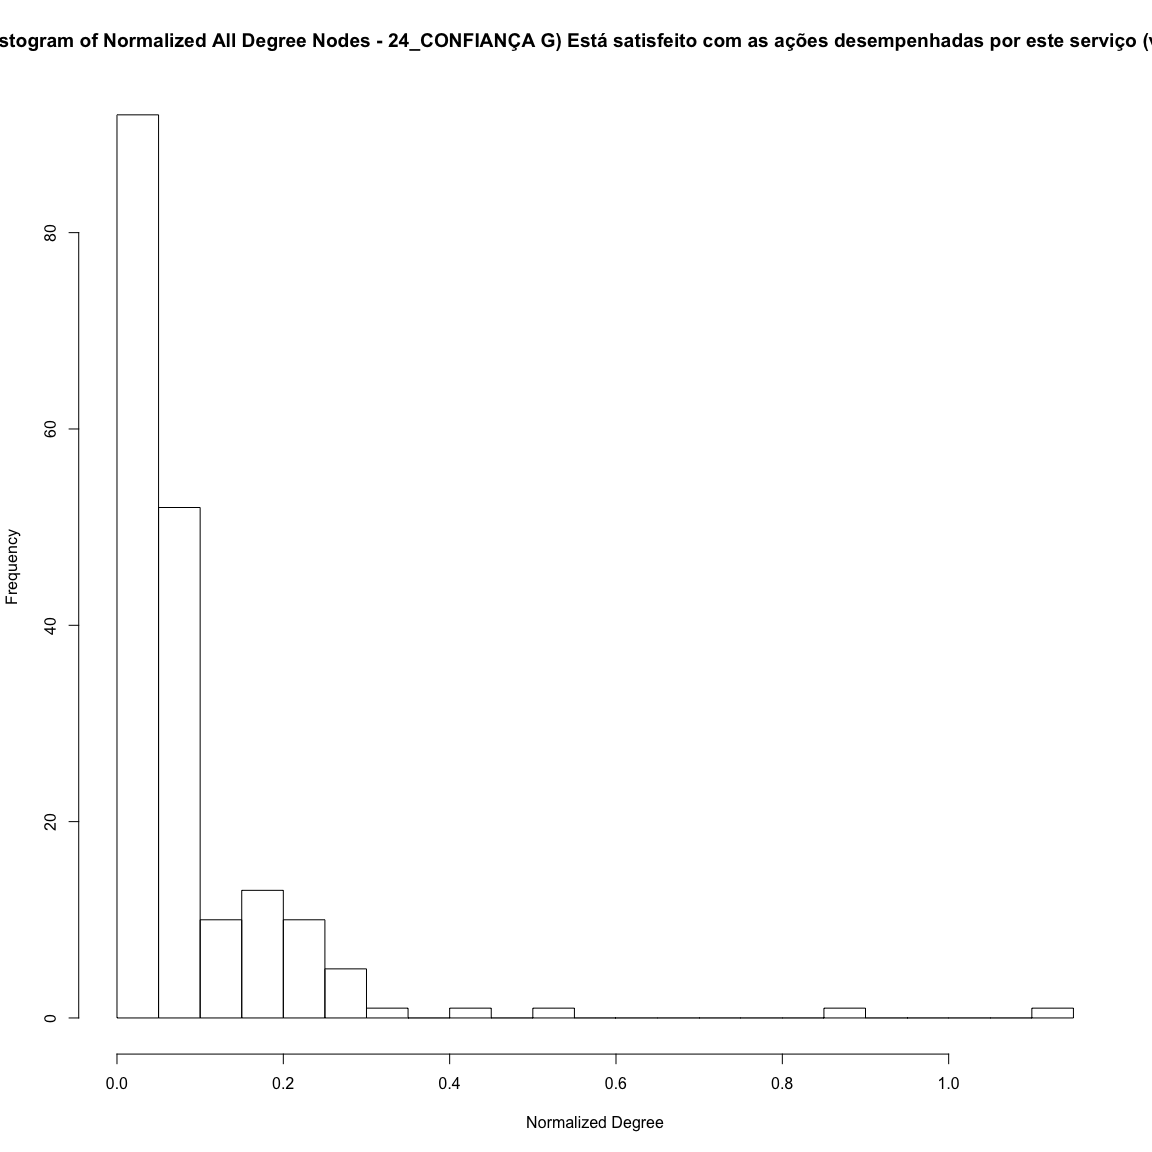 of Normalized All Degree Nodes - 24_CONFIANÇA G) Está satisfeito com as ações desempenhadas por este serviço
Frequency
80
60
40
20
0
0.0 0.2 0.4 0.6 0.8 1.0
Normalized Degree